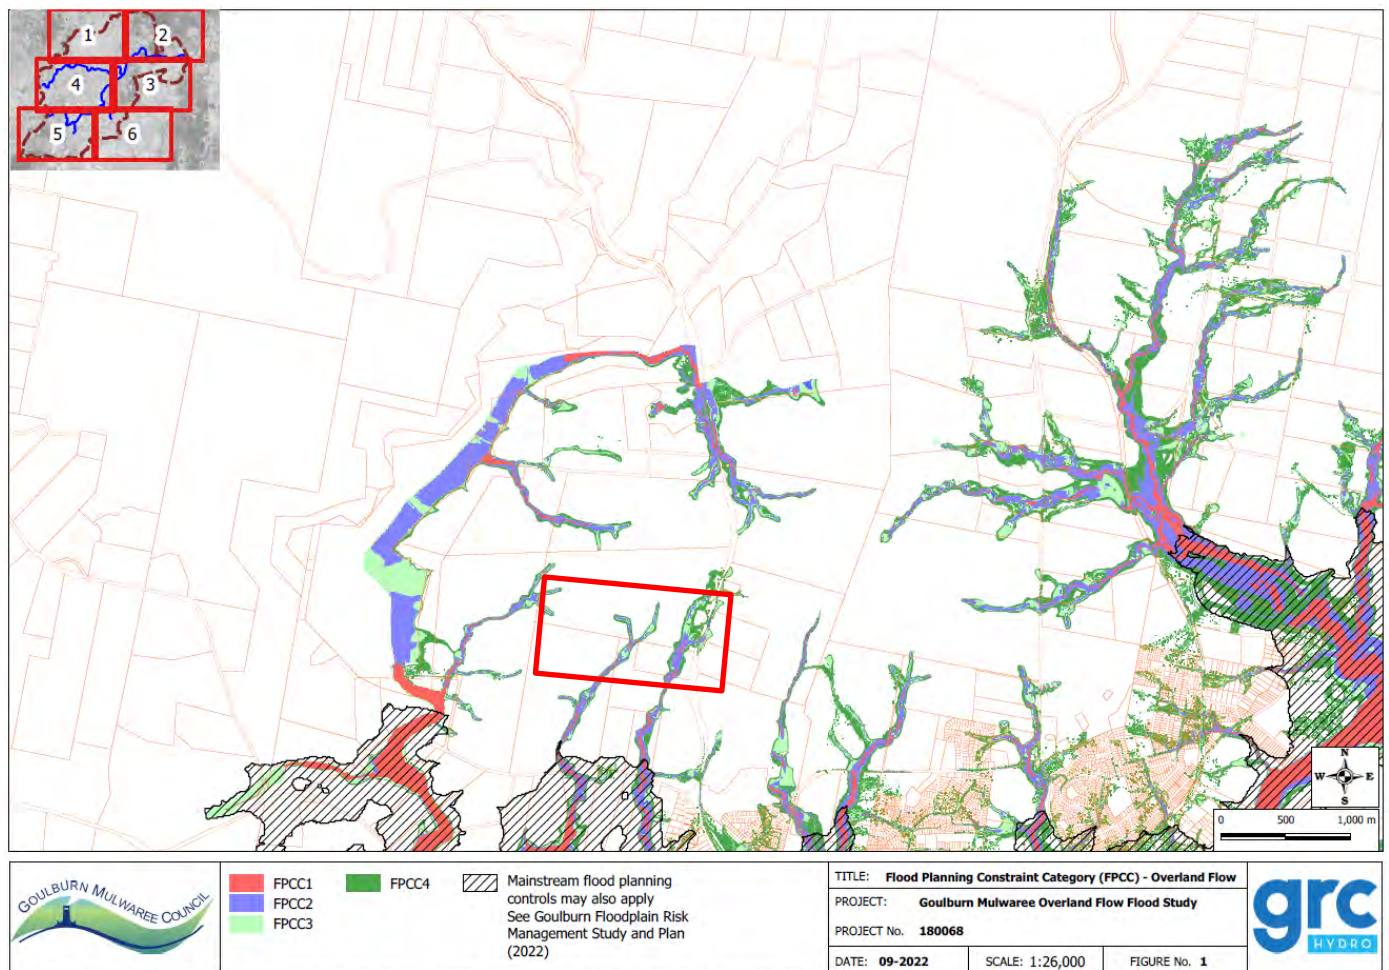 1
2
4
3
5
6
N
W E
S
0 500 1,000 m
GOULBURN MULWAREE COUNCIL
FPCC1
FPCC2
FPCC3
FPCC4
Mainstream flood planning
controls may also apply
See Goulburn Floodplain Risk
Management Study and Plan
(2022)
TITLE: Flood Planning Constraint Category (FPCC) - Overland Flow
PROJECT: Goulburn Mulwaree Overland Flow Flood Study
PROJECT No. 180068
DATE: 09-2022 SCALE: 1:26,000 FIGURE No. 1
grc
HYDRO